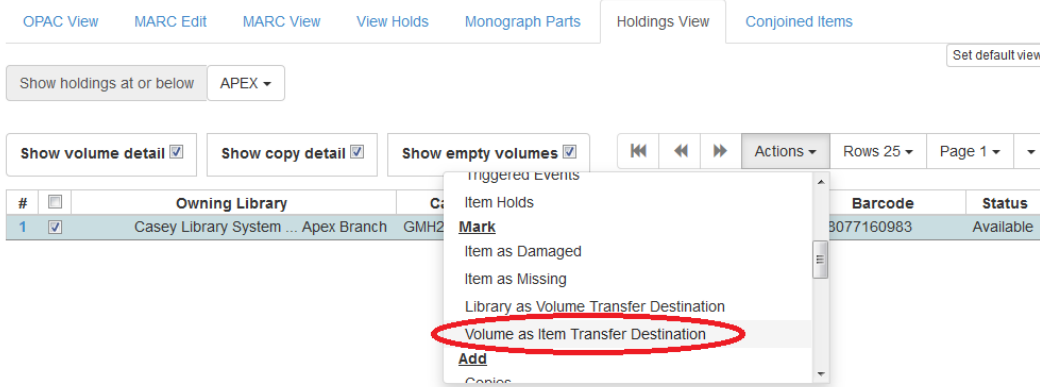 OPAC View MARC Edit MARC View View Holds Monograph Parts Holdings View Conjoined Items
Set default view
Show holdings at or below APEX
Show volume detail Show copy detail Show empty volumes Actions Rows 25 Page 1
Triggered Events
# Owning Library Ca Barcode Status
Item Holds
1 Casey Library System ... Apex Branch GMH2 8077160983 Available
Mark
Item as Damaged
Item as Missing
Library as Volume Transfer Destination
Volume as Item Transfer Destination
Add
Copies